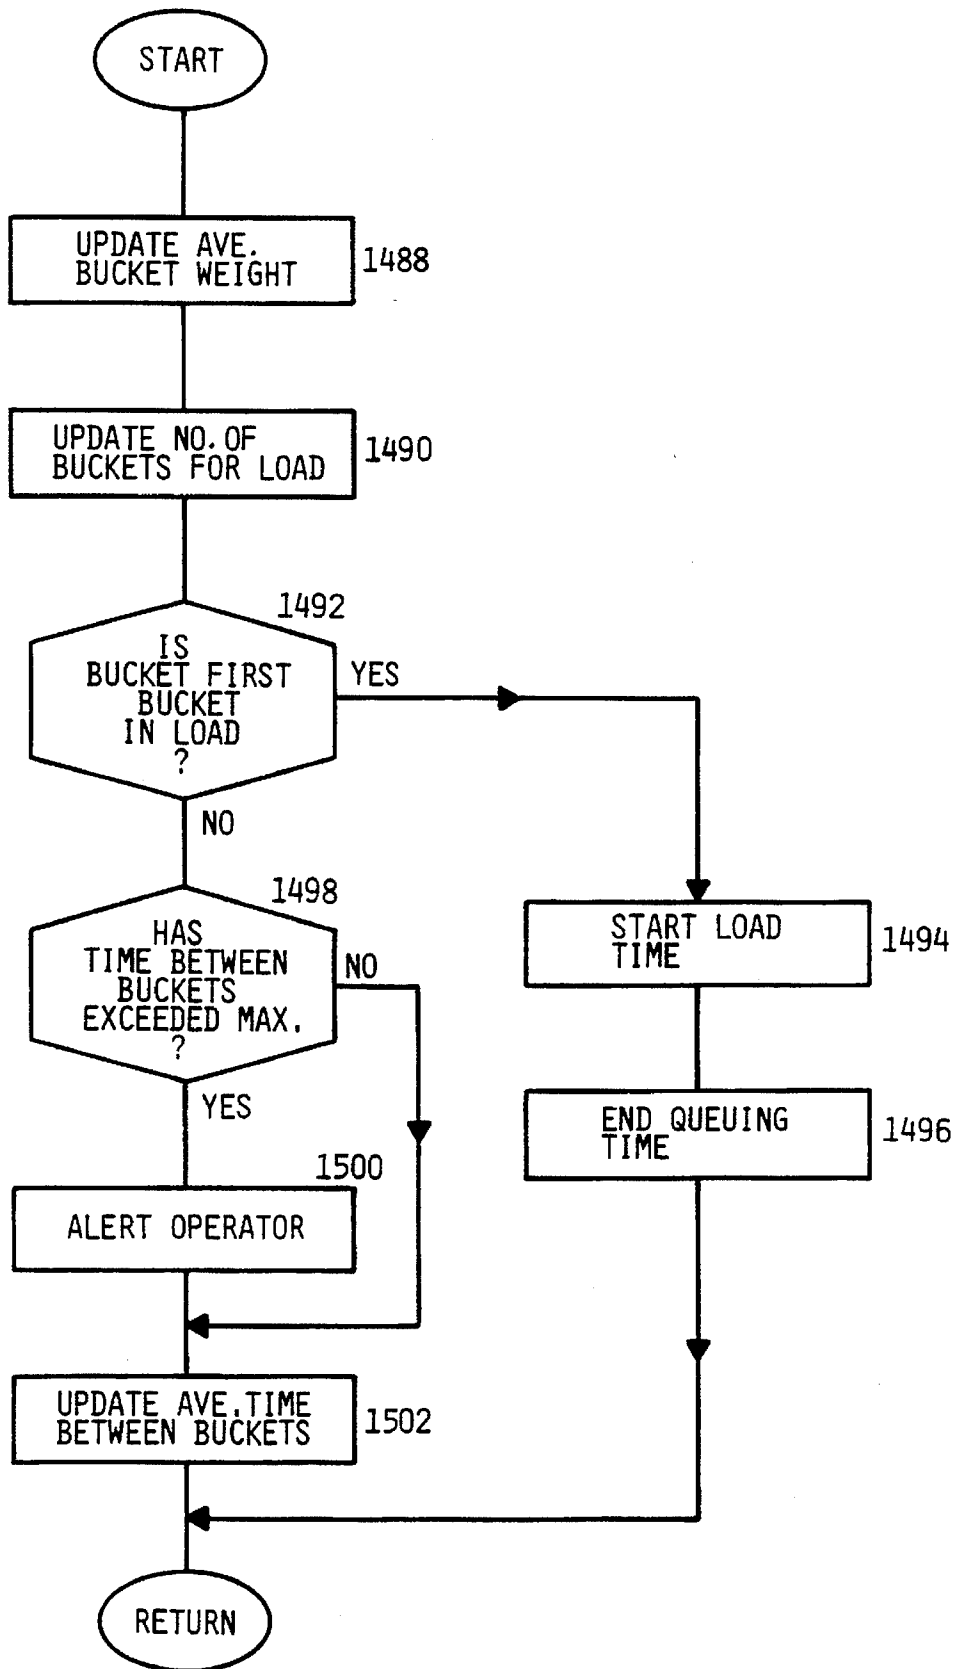 START
UPDATE AVE.
BUCKET WEIGHT
1488
UPDATE NO. OF
BUCKETS FOR LOAD
1490
1492
IS
BUCKET FIRST
BUCKET
IN LOAD
?
YES
NO
1498
HAS
TIME BETWEEN
BUCKETS
EXCEEDED MAX.
?
NO
YES
START LOAD
TIME
1494
END QUEUING
TIME
1496
1500
ALERT OPERATOR
UPDATE AVE. TIME
BETWEEN BUCKETS
1502
RETURN